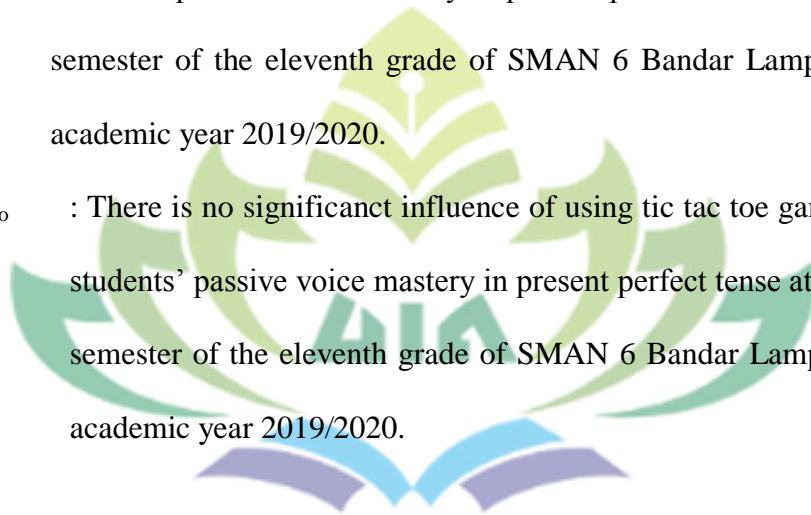 semester of the eleventh grade of SMAN 6 Bandar Lamp
academic year 2019/2020.
o : There is no significanct influence of using tic tac toe gar
students’ passive voice mastery in present perfect tense at
semester of the eleventh grade of SMAN 6 Bandar Lamp
academic year 2019/2020.